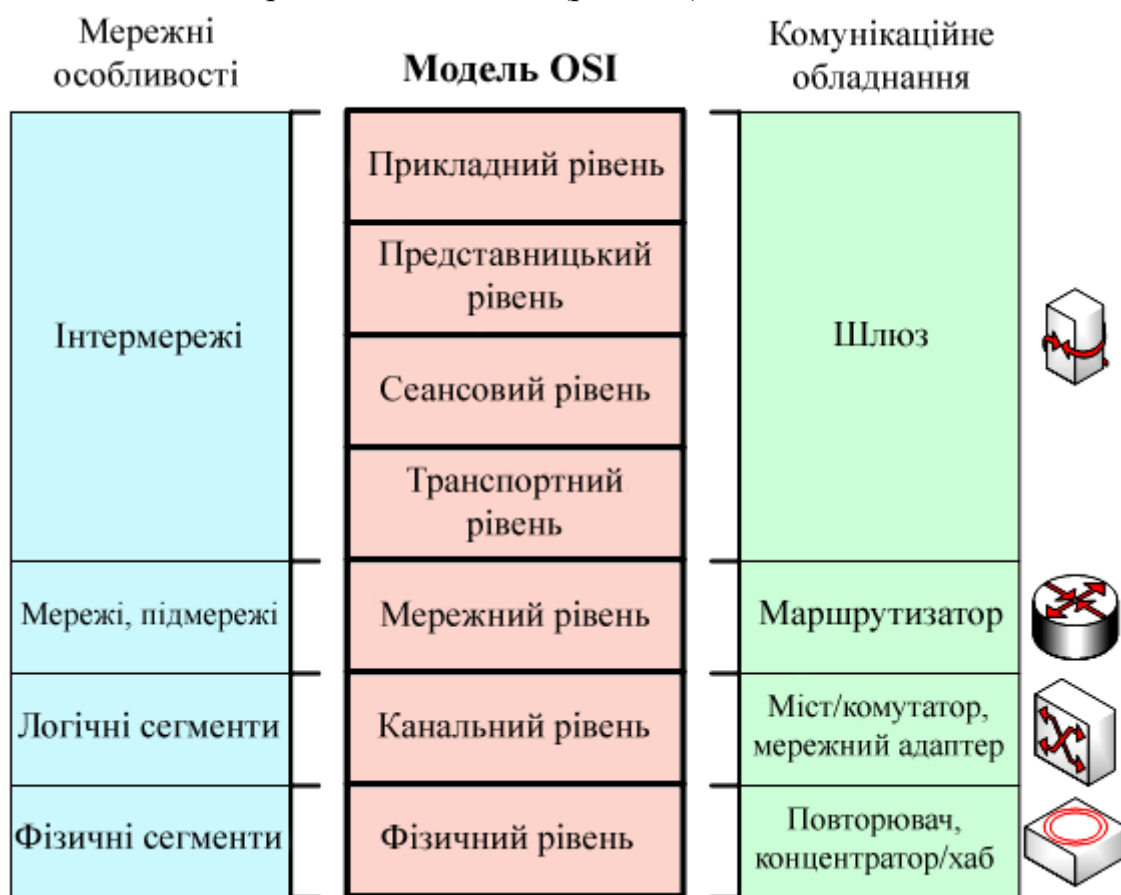 Мережні
особливості
Модель OSI
Комунікаційне
обладнання
Інтермережі
Прикладний рівень
Представницький
рівень
Сеансовий рівень
Транспортний
рівень
Шлюз
Мережі, підмережі
Мережний рівень
Маршрутизатор
Логічні сегменти
Канальний рівень
Міст/комутатор,
мережний адаптер
Фізичні сегменти
Фізичний рівень
Повторювач,
концентратор/хаб